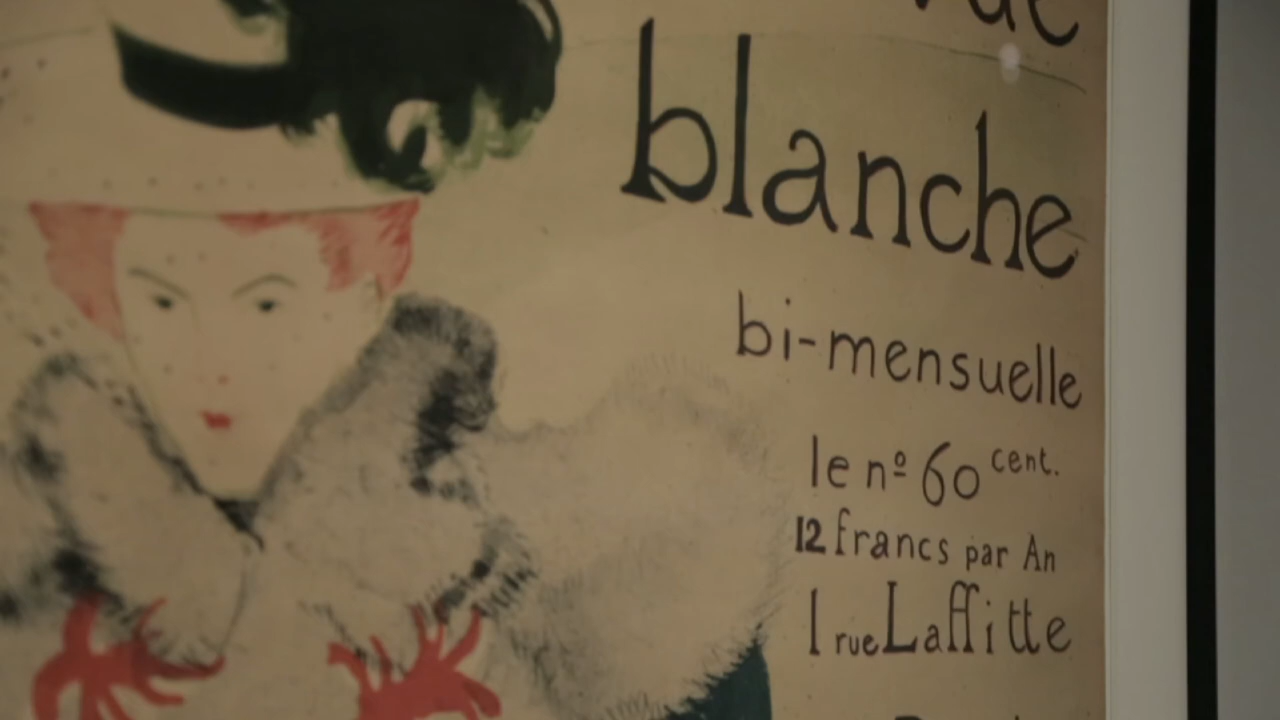 blanche
bi-mensuelle
le nº 60 cent.
12 francs par An
1 rue Laffitte